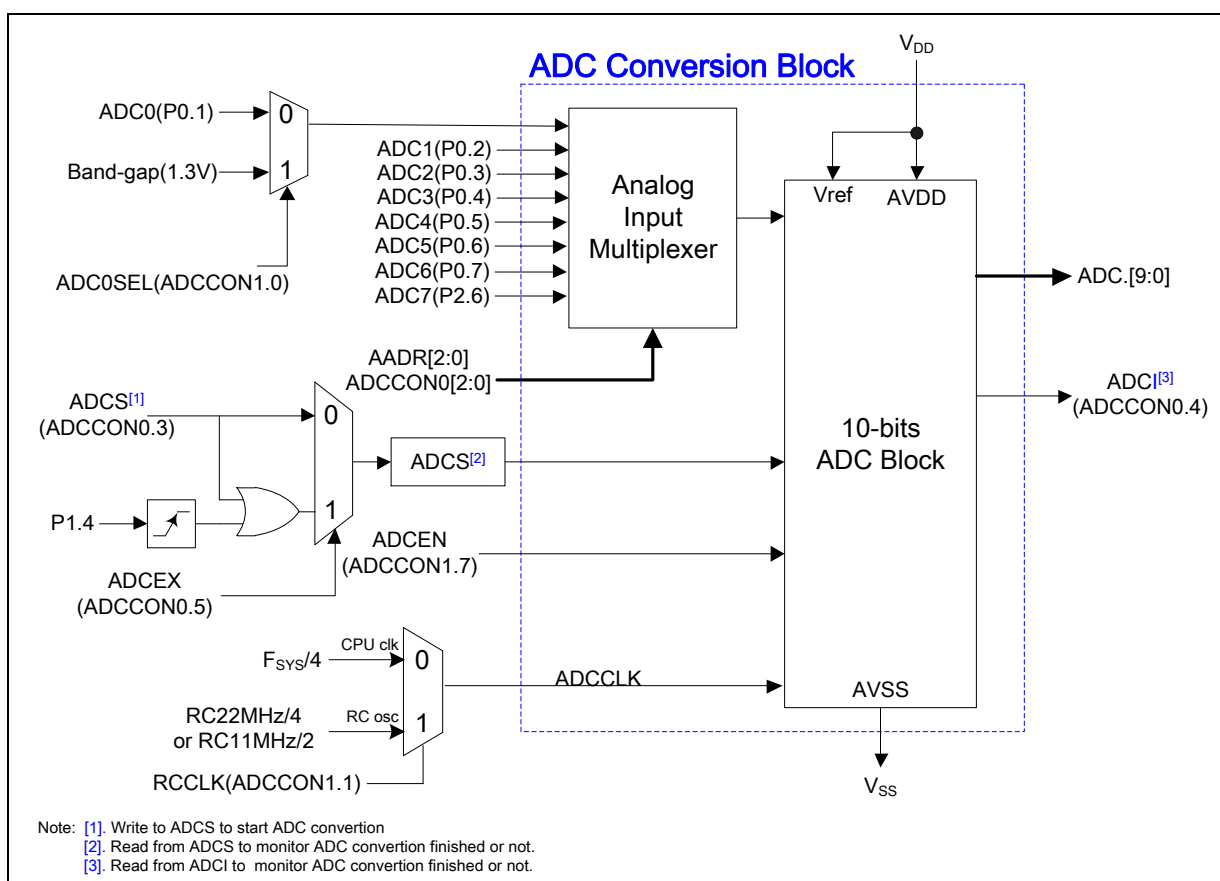 V_DD
ADC Conversion Block
ADC0(P0.1)
0
Band-gap(1.3V)
1
ADC0SEL(ADCCON1.0)
ADC1(P0.2)
ADC2(P0.3)
ADC3(P0.4)
ADC4(P0.5)
ADC5(P0.6)
ADC6(P0.7)
ADC7(P2.6)
Analog
Input
Multiplexer
Vref
AVDD
ADC.[9:0]
AADR[2:0]
ADCCON0[2:0]
ADCI[3]
(ADCCON0.4)
10-bits
ADC Block
ADCS[1]
(ADCCON0.3)
0
ADCS[2]
P1.4
1
ADCEN
(ADCCON1.7)
ADCEX
(ADCCON0.5)
F_SYS/4
CPU clk
0
ADCCLK
RC22MHz/4
or RC11MHz/2
RC osc
1
RCCLK(ADCCON1.1)
AVSS
V_SS
Note: [1]. Write to ADCS to start ADC convertion
[2]. Read from ADCS to monitor ADC convertion finished or not.
[3]. Read from ADCI to monitor ADC convertion finished or not.